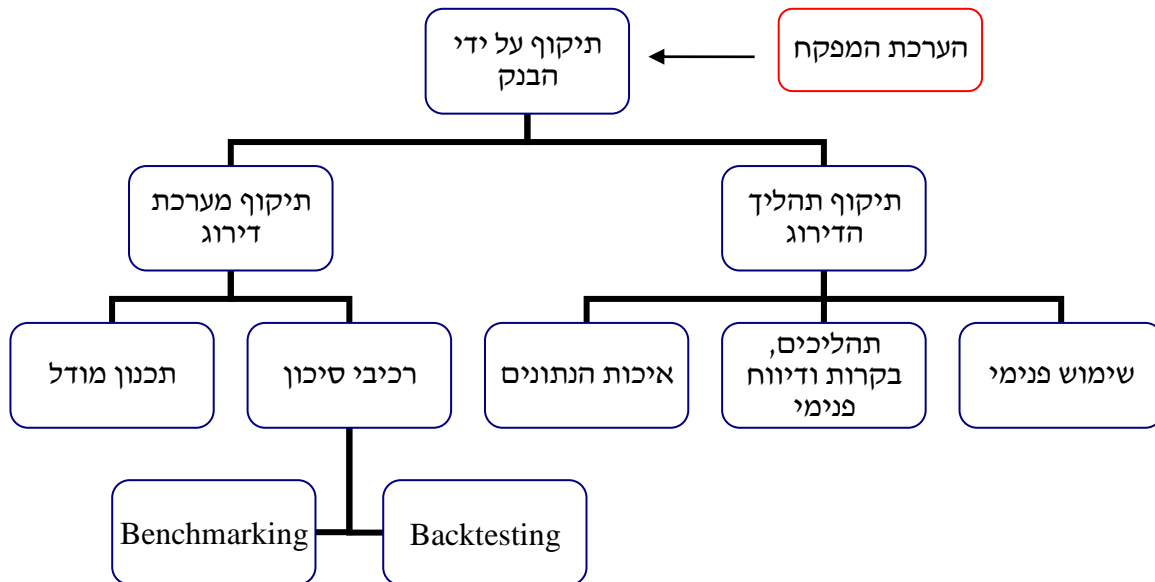 הערכת המפקח
תיקוף על ידי
הבנק
תיקוף תהליך
הדירוג
תיקוף מערכת
דירוג
שימוש פנימי
תהליכים,
בקרות ודיווח
פנימי
איכות הנתונים
רכיבי סיכון
תכנון מודל
Benchmarking
Backtesting